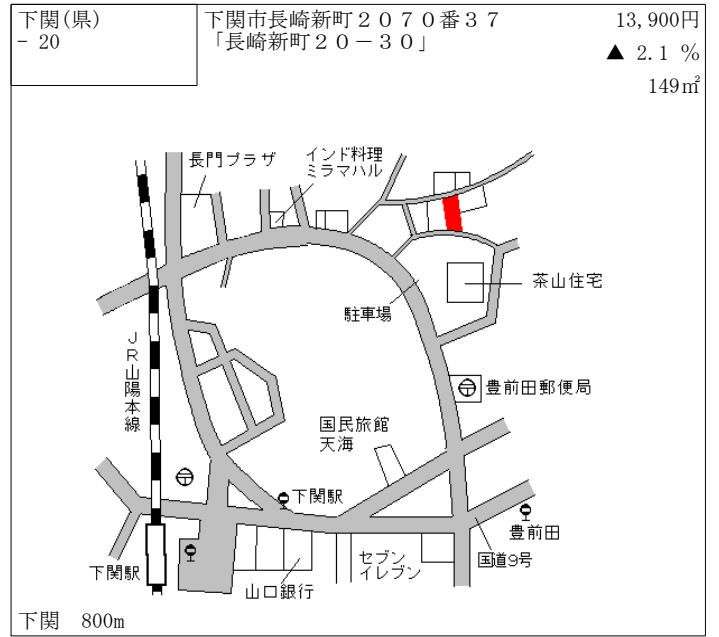 下関(県)
- 20
下関市長崎新町２０７０番３７
「長崎新町２０－３０」
13,900円
▲ 2.1 %
149㎡
長門プラザ
インド料理
ミラマハル
茶山住宅
駐車場
ＪＲ山陽本線
豊前田郵便局
国民旅館
天海
下関駅
豊前田
国道9号
セブン
イレブン
下関駅
山口銀行
下関 800m